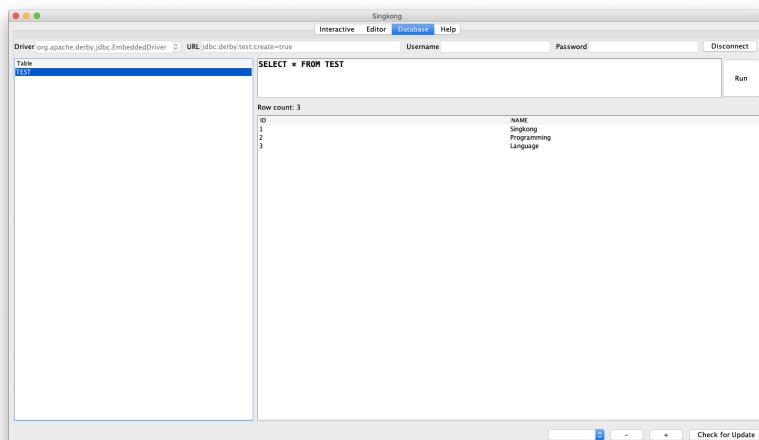 Singkong
Interactive Editor Database Help
Driver org.apache.derby.jdbc.EmbeddedDriver URL jdbc:derby:test;create=true Username Password Disconnect
Table
TEST
SELECT * FROM TEST
Run
Row count: 3
ID NAME
1 Singkong
2 Programming
3 Language
- + Check for Update